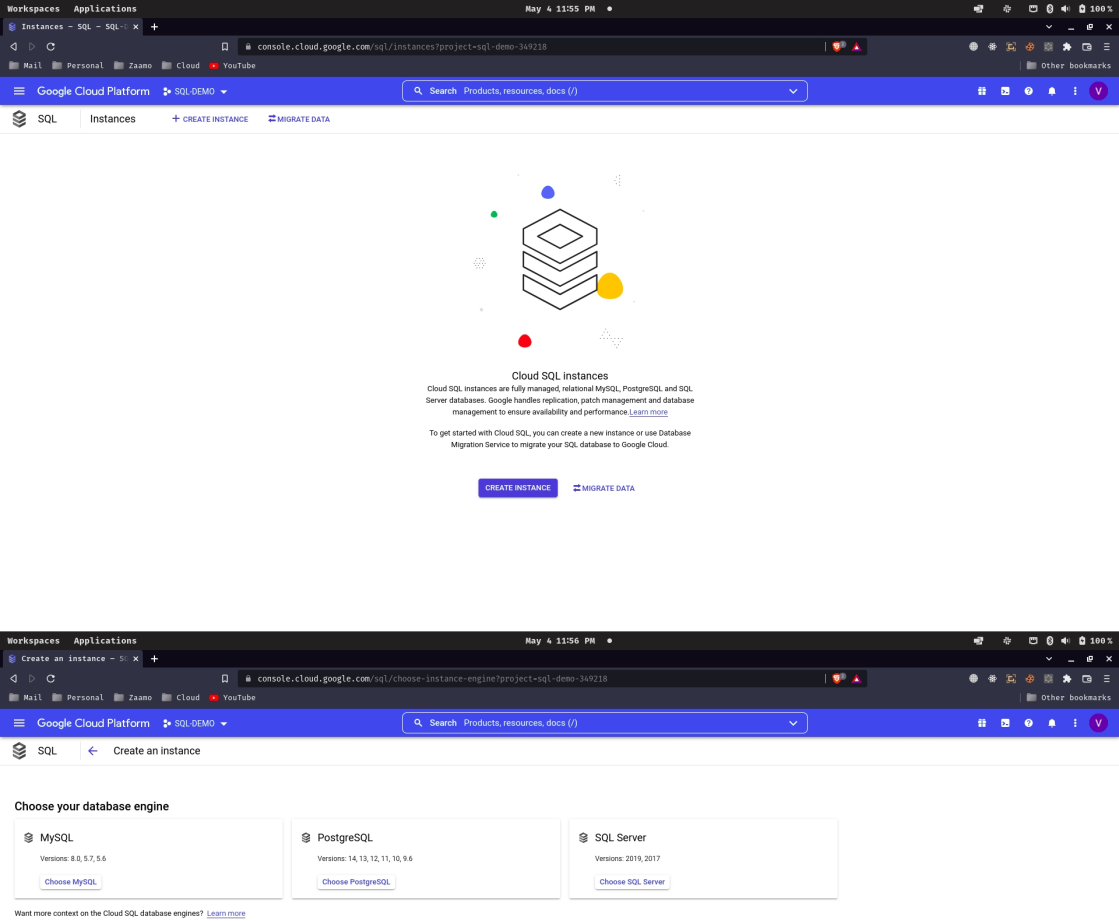 Workspaces Applications May 4 11:55 PM 100%
Instances – SQL – SQL-
console.cloud.google.com/sql/instances?project=sql-demo-349218
Mail Personal Zaamo Cloud YouTube Other bookmarks
Google Cloud Platform SQL-DEMO Search Products, resources, docs (/) V
SQL Instances CREATE INSTANCE MIGRATE DATA
Cloud SQL instances
Cloud SQL instances are fully managed, relational MySQL, PostgreSQL and SQL
Server databases. Google handles replication, patch management and database
management to ensure availability and performance.Learn more
To get started with Cloud SQL, you can create a new instance or use Database
Migration Service to migrate your SQL database to Google Cloud.
CREATE INSTANCE MIGRATE DATA
Workspaces Applications May 4 11:56 PM 100%
Create an instance – S
console.cloud.google.com/sql/choose-instance-engine?project=sql-demo-349218
Mail Personal Zaamo Cloud YouTube Other bookmarks
Google Cloud Platform SQL-DEMO Search Products, resources, docs (/) V
SQL Create an instance
Choose your database engine
MySQL PostgreSQL SQL Server
Versions: 8.0, 5.7, 5.6 Versions: 14, 13, 12, 11, 10, 9.6 Versions: 2019, 2017
Choose MySQL Choose PostgreSQL Choose SQL Server
Want more context on the Cloud SQL database engines? Learn more